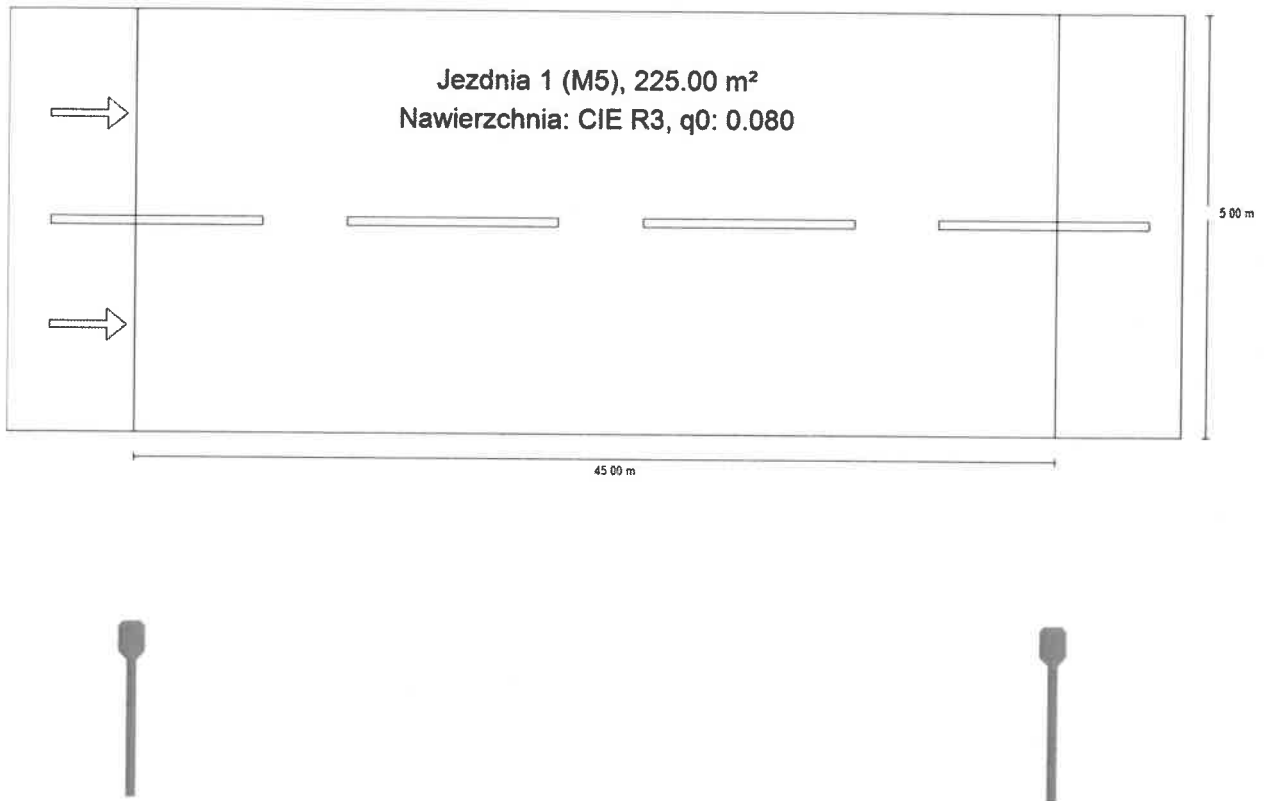 Jezdnia 1 (M5), 225.00 m²
Nawierzchnia: CIE R3, q0: 0.080
5 00 m
45 00 m